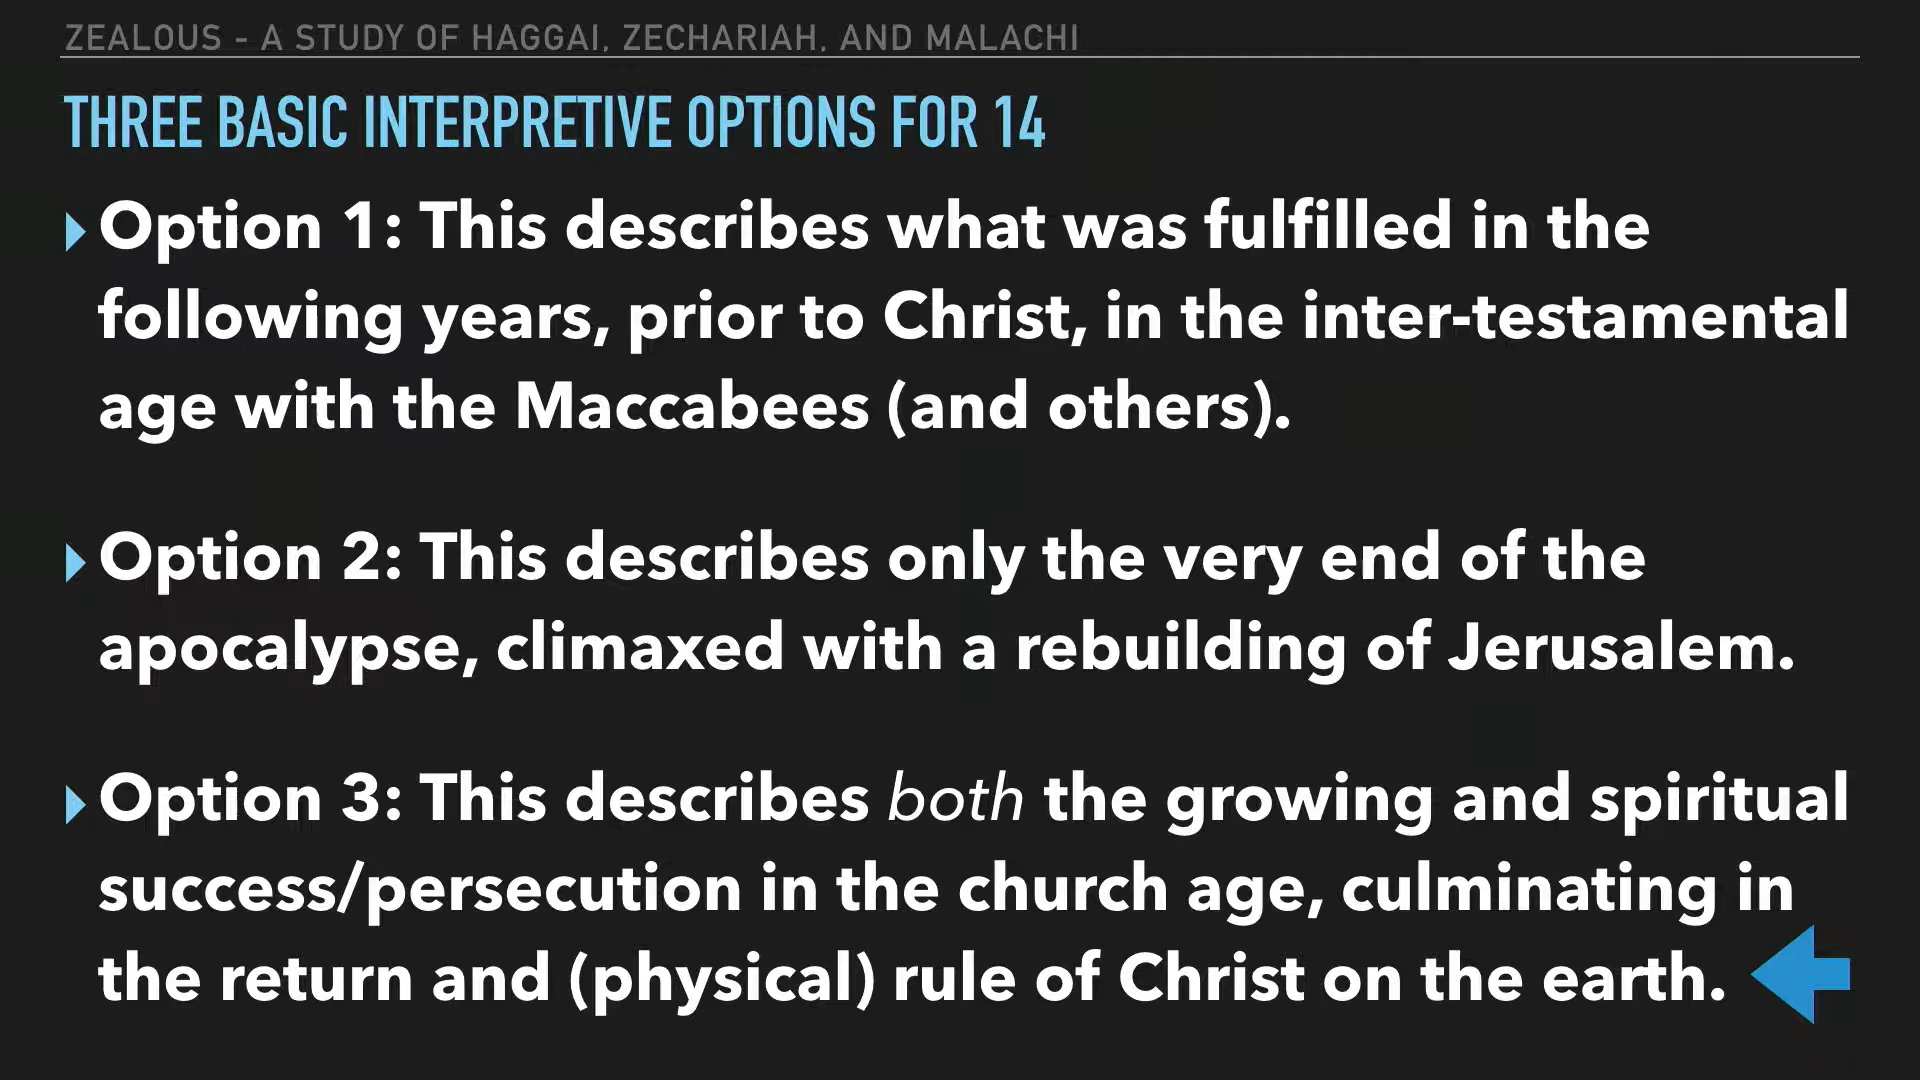 ZEALOUS - A STUDY OF HAGGAI, ZECHARIAH, AND MALACHI
THREE BASIC INTERPRETIVE OPTIONS FOR 14
Option 1: This describes what was fulfilled in the
following years, prior to Christ, in the inter-testamental
age with the Maccabees (and others).
Option 2: This describes only the very end of the
apocalypse, climaxed with a rebuilding of Jerusalem.
Option 3: This describes both the growing and spiritual
success/persecution in the church age, culminating in
the return and (physical) rule of Christ on the earth.